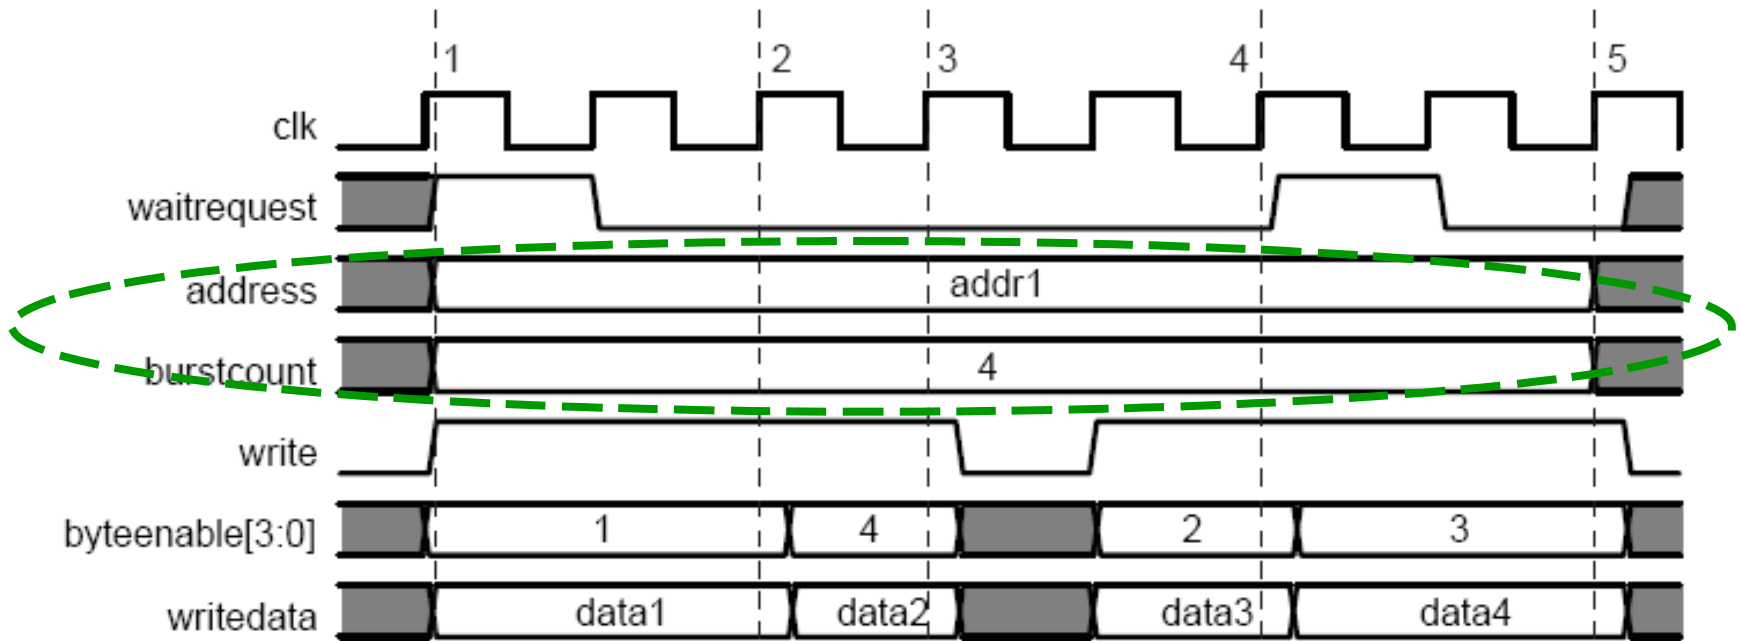 1 2 3 4 5
clk
waitrequest
address addr1
burstcount 4
write
byteenable[3:0] 1 4 2 3
writedata data1 data2 data3 data4